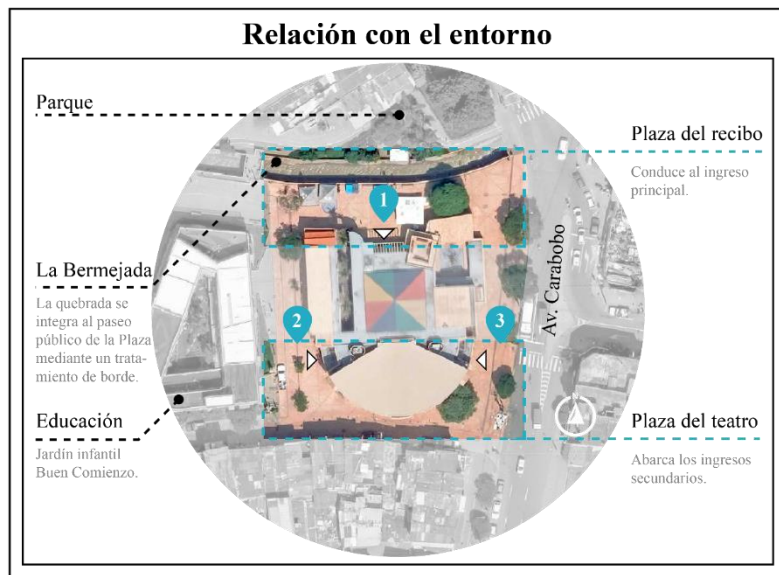 Relación con el entorno
Parque
Plaza del recibo
Conduce al ingreso
principal.
1
La Bermejada
La quebrada se
integra al paseo
público de la Plaza
mediante un trata-
miento de borde.
2
3
Av. Carabobo
Educación
Jardín infantil
Buen Comienzo.
Plaza del teatro
Abarca los ingresos
secundarios.